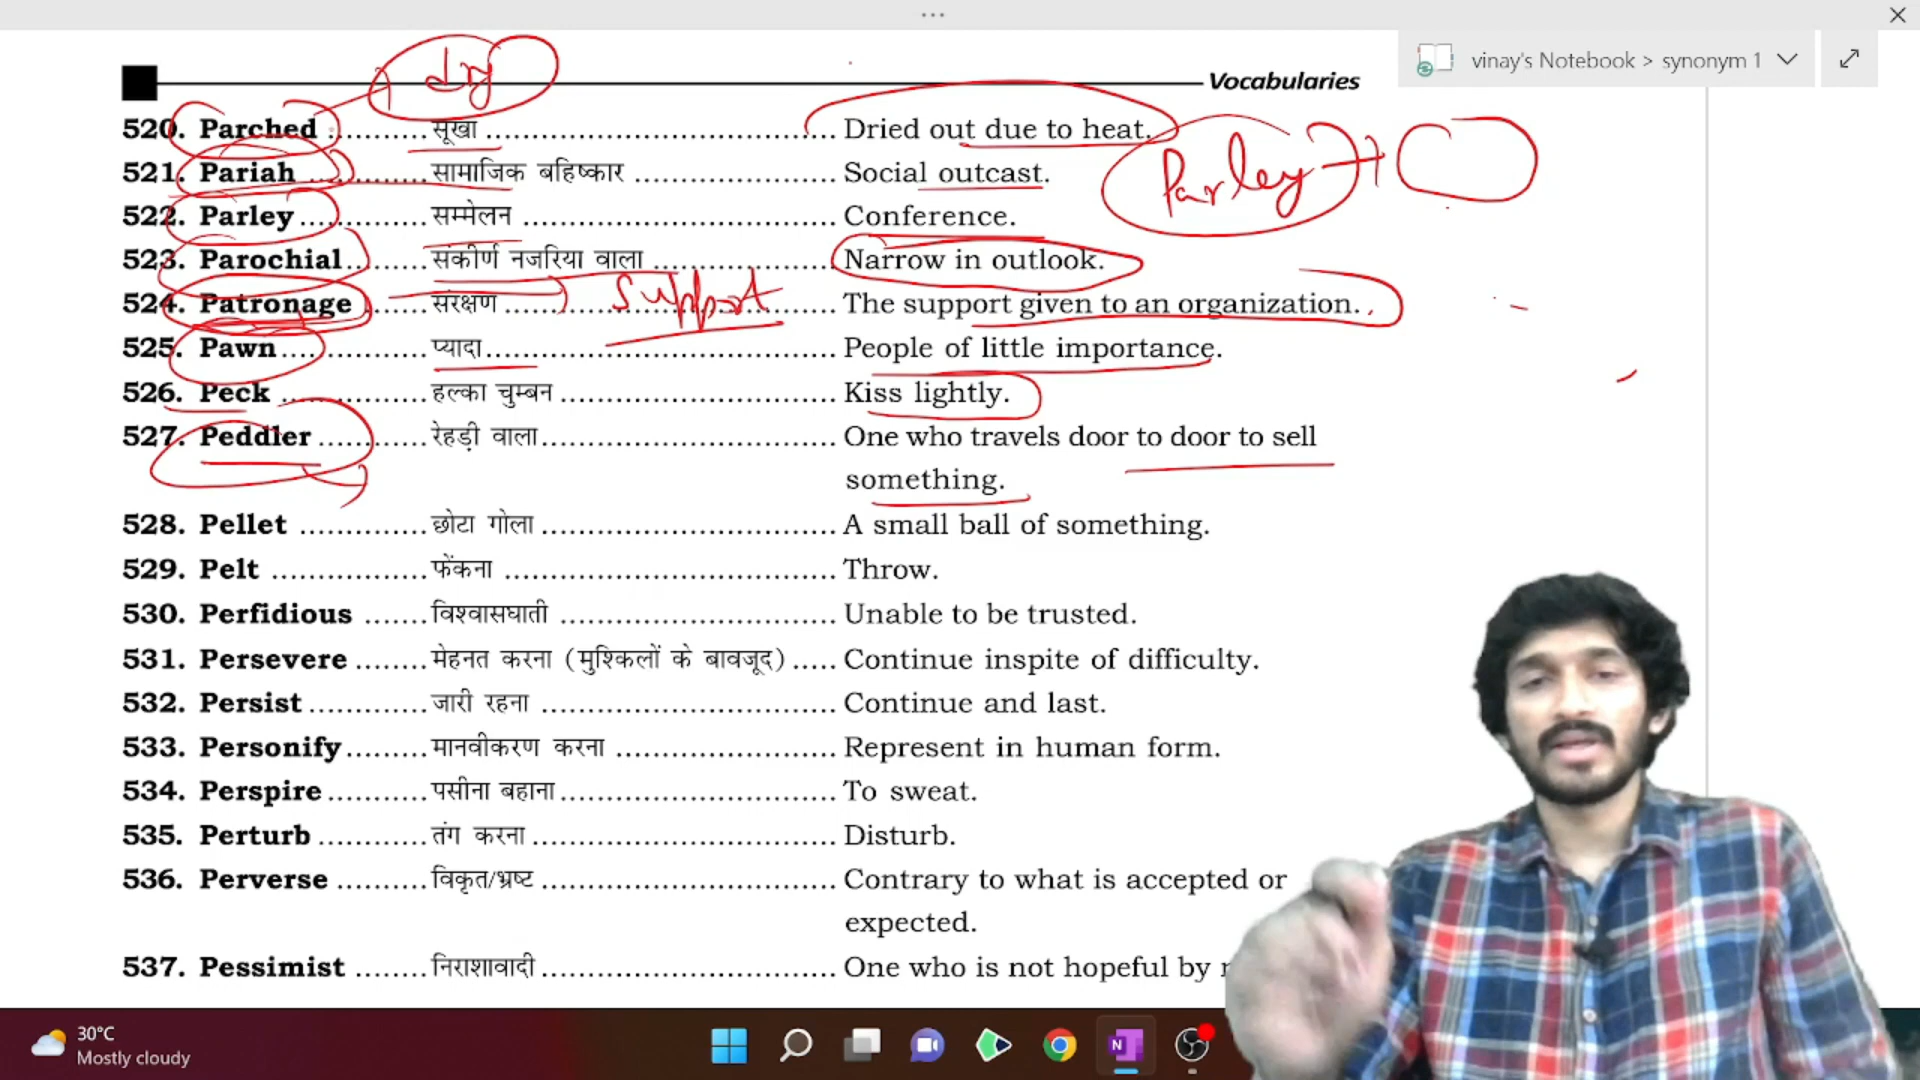 ...
vinay's Notebook > synonym 1
dry
Vocabularies
520. Parched ............ सूखा ................................ Dried out due to heat.
521. Pariah ............ सामाजिक बहिष्कार .................. Social outcast.
Parley →
522. Parley ............ सम्मेलन ............................ Conference.
523. Parochial ......... संकीर्ण नजरिया वाला ................ Narrow in outlook.
support
524. Patronage ........ संरक्षण ............................ The support given to an organization.
525. Pawn ............. प्यादा ............................... People of little importance.
526. Peck ............. हल्का चुम्बन ......................... Kiss lightly.
527. Peddler .......... रेहड़ी वाला .......................... One who travels door to door to sell
something.
528. Pellet ........... छोटा गोला .......................... A small ball of something.
529. Pelt .............. फेंकना .............................. Throw.
530. Perfidious ....... विश्वासघाती ........................ Unable to be trusted.
531. Persevere ........ मेहनत करना (मुश्किलों के बावजूद) ..... Continue inspite of difficulty.
532. Persist ........... जारी रहना .......................... Continue and last.
533. Personify ......... मानवीकरण करना ................... Represent in human form.
534. Perspire .......... पसीना बहाना ........................ To sweat.
535. Perturb .......... तंग करना ........................... Disturb.
536. Perverse ......... विकृत/भ्रष्ट .......................... Contrary to what is accepted or
expected.
537. Pessimist ........ निराशावादी .......................... One who is not hopeful by
30°C
Mostly cloudy